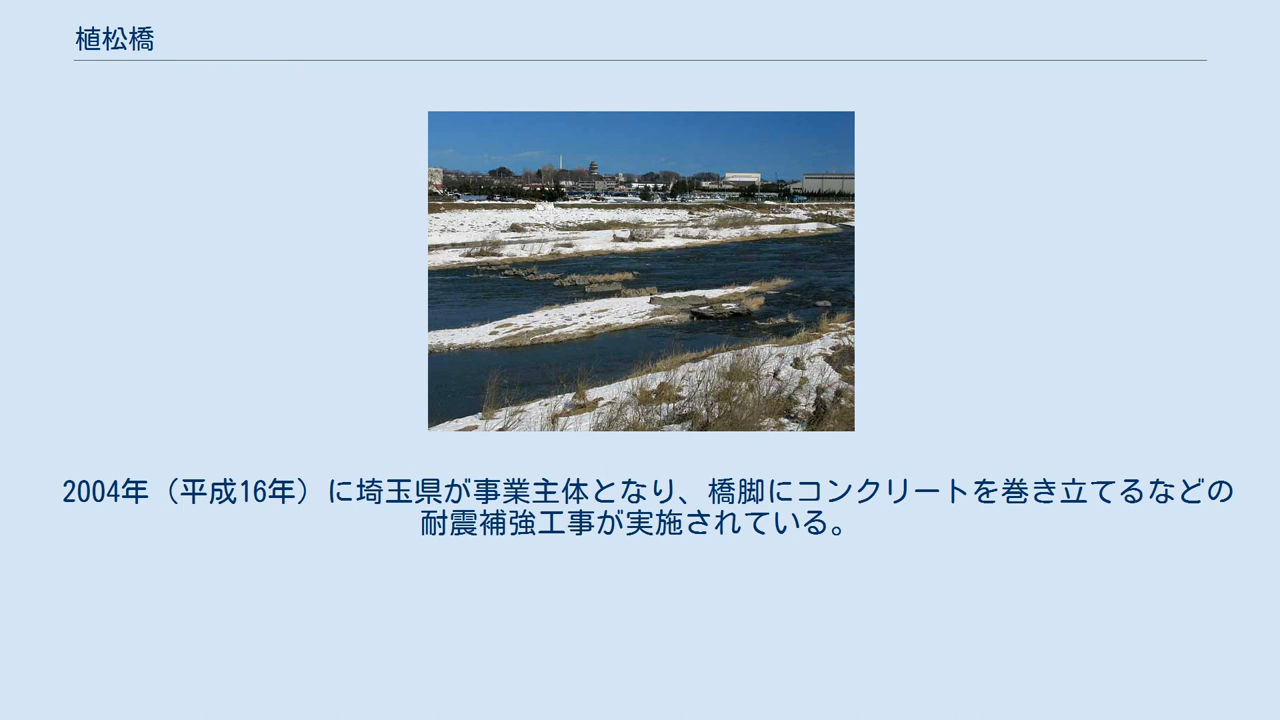 植松橋
2004年（平成16年）に埼玉県が事業主体となり、橋脚にコンクリートを巻き立てるなどの
耐震補強工事が実施されている。